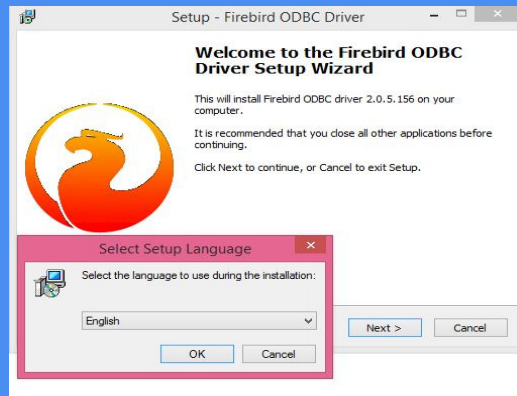 Setup - Firebird ODBC Driver
Welcome to the Firebird ODBC
Driver Setup Wizard
This will install Firebird ODBC driver 2.0.5.156 on your
computer.
It is recommended that you close all other applications before
continuing.
Click Next to continue, or Cancel to exit Setup.
Select Setup Language
Select the language to use during the installation:
English
OK Cancel
Next > Cancel